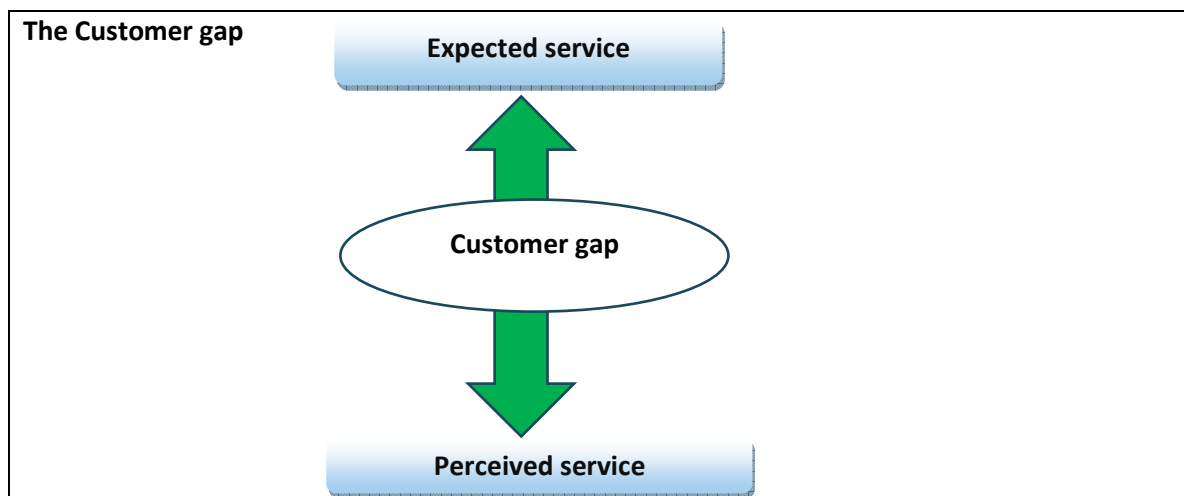 The Customer gap
Expected service
Customer gap
Perceived service